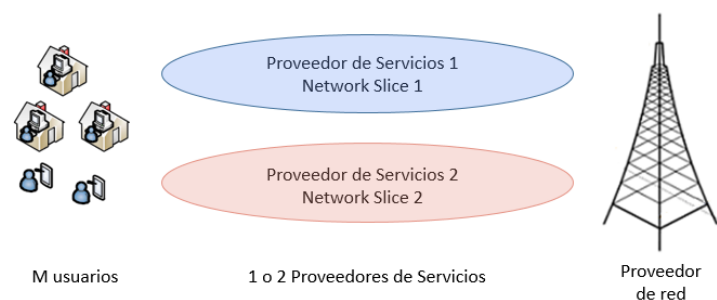 Proveedor de Servicios 1
Network Slice 1
Proveedor de Servicios 2
Network Slice 2
M usuarios
1 o 2 Proveedores de Servicios
Proveedor
de red